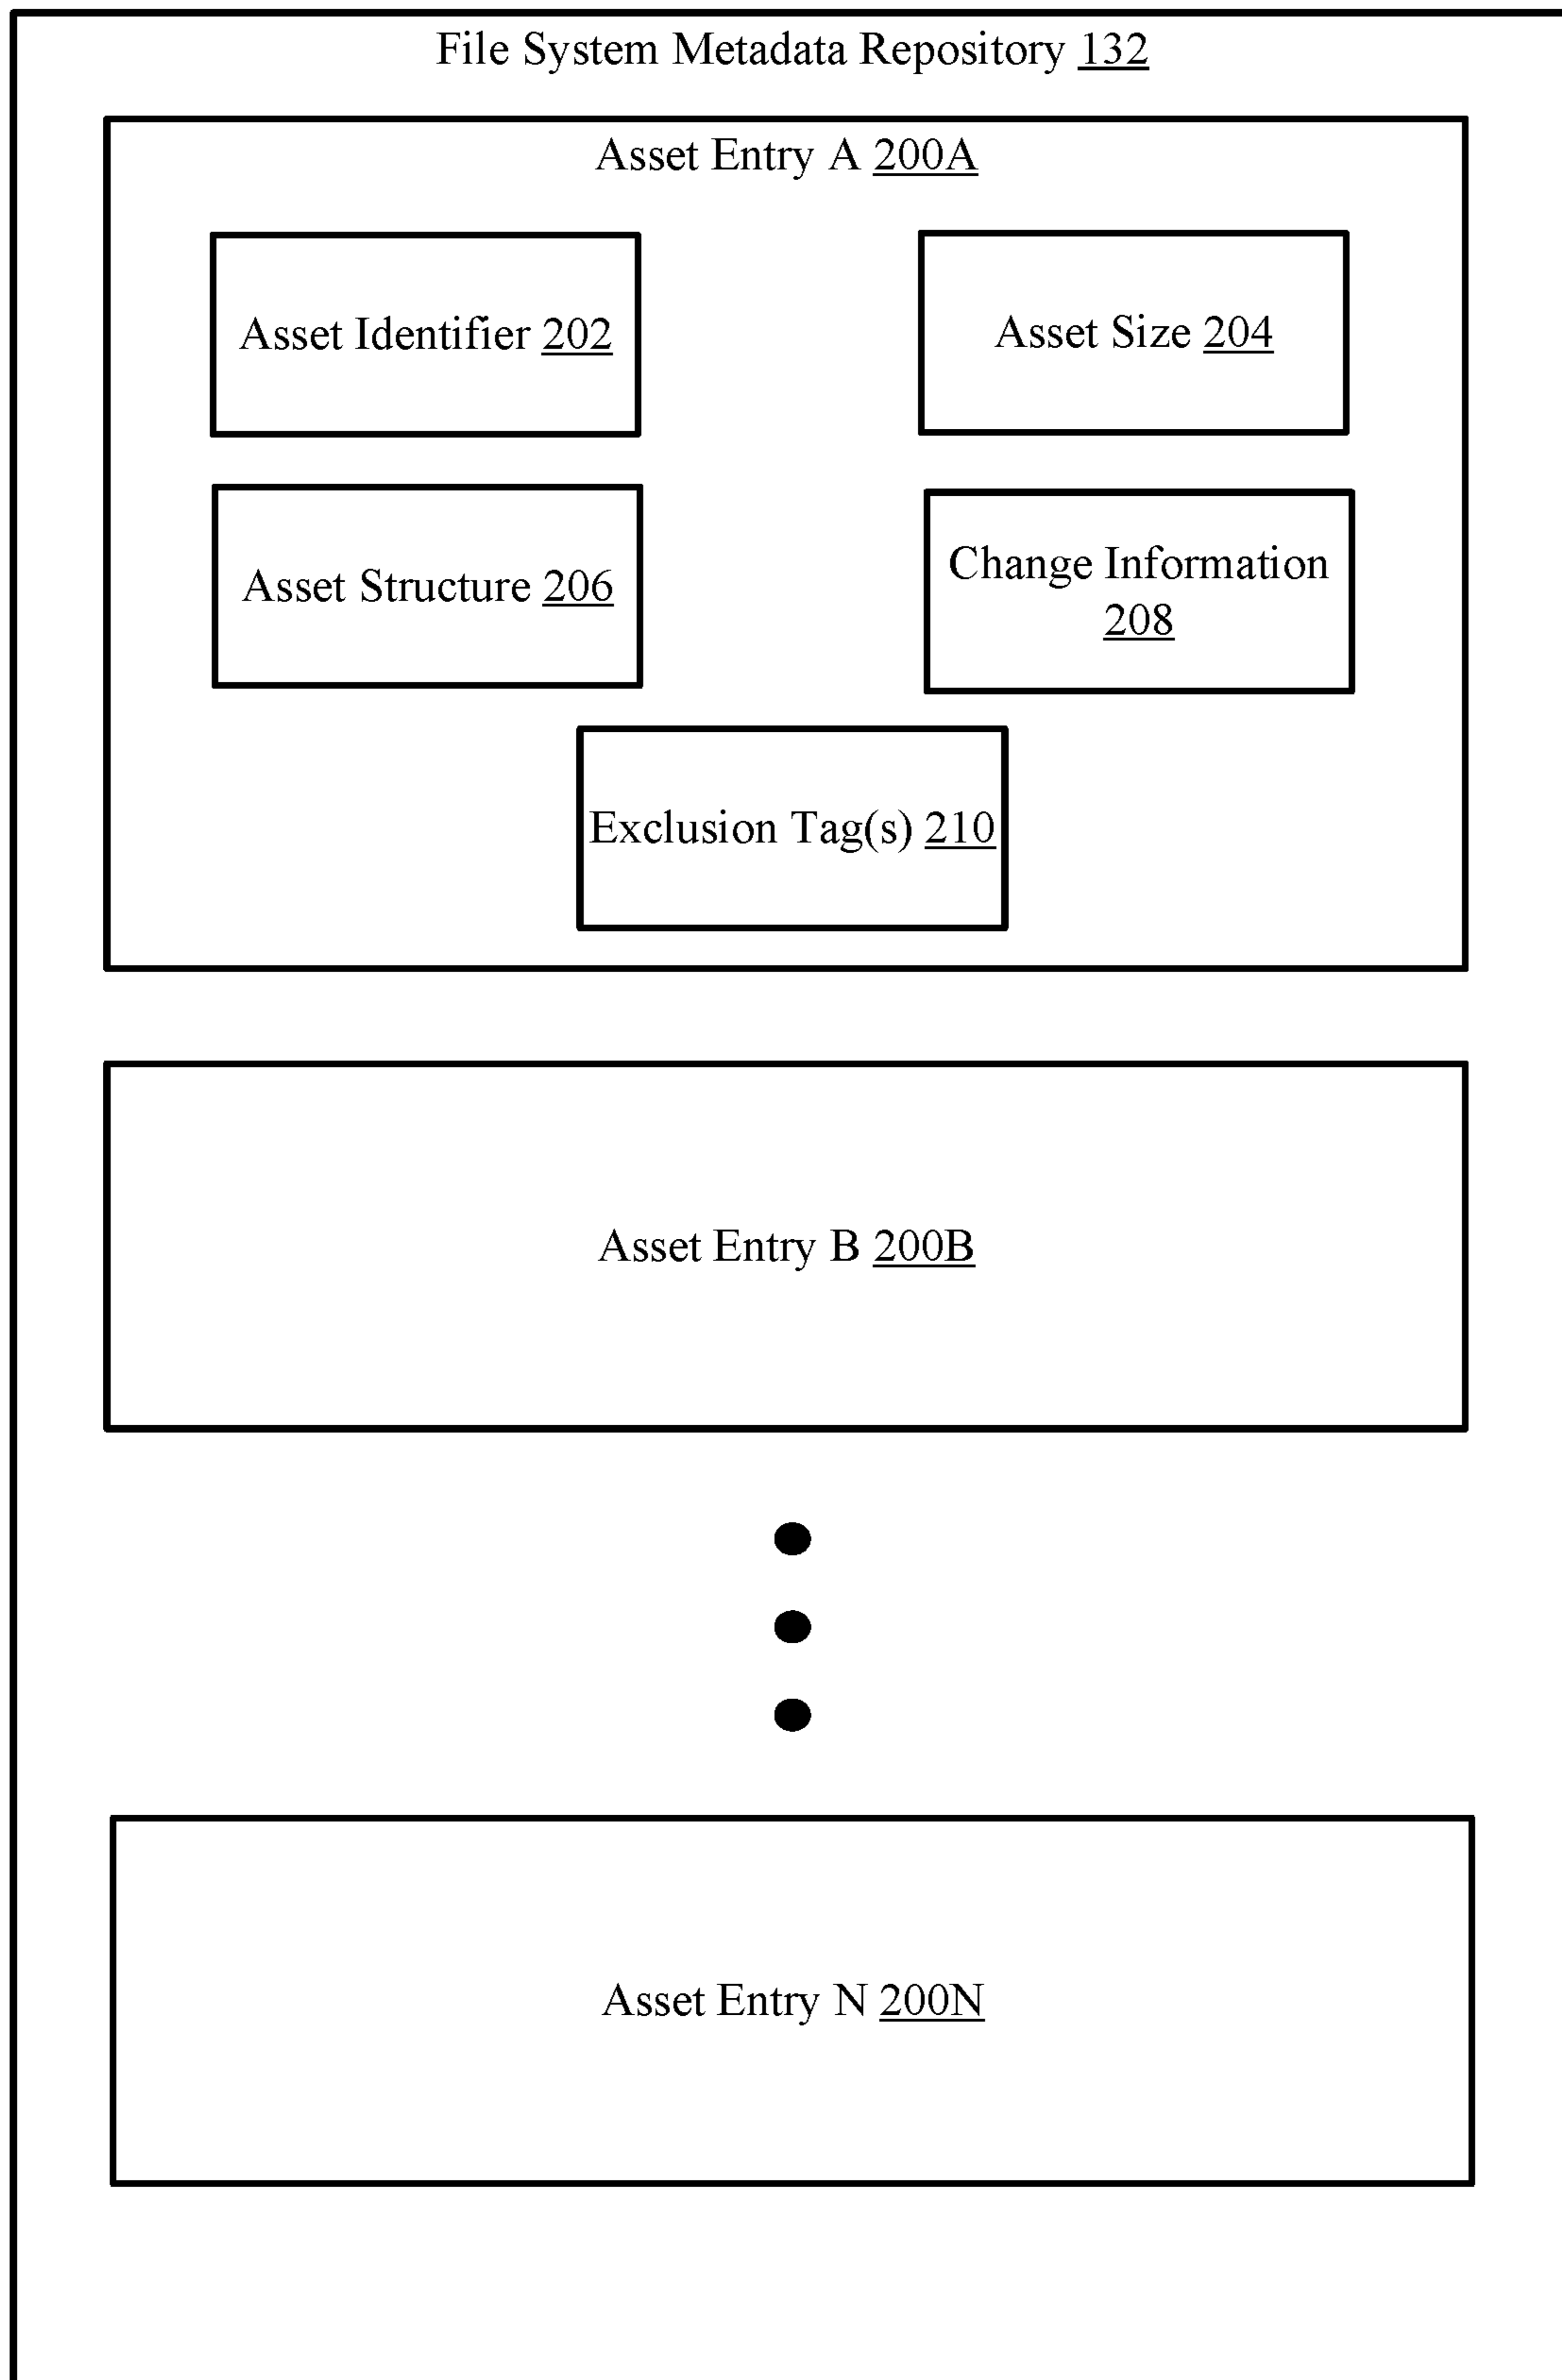 File System Metadata Repository 132
Asset Entry A 200A
Asset Identifier 202
Asset Size 204
Asset Structure 206
Change Information
208
Exclusion Tag(s) 210
Asset Entry B 200B
Asset Entry N 200N